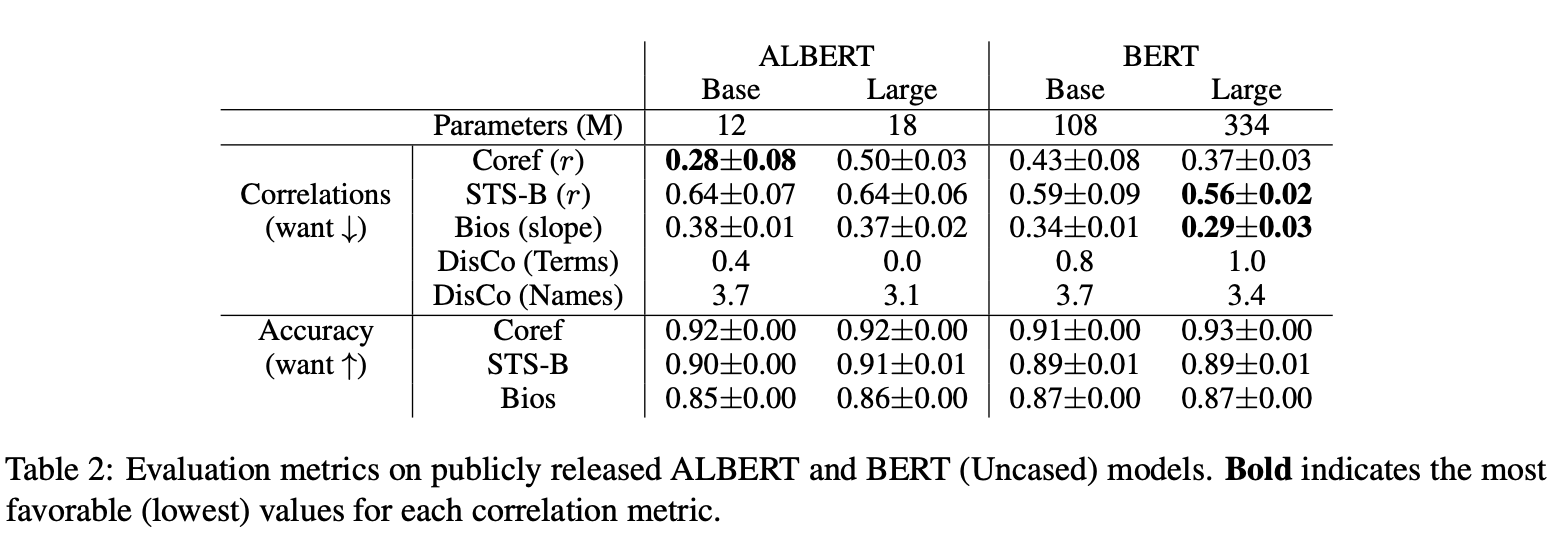 ALBERT BERT
Base Large Base Large
Parameters (M) 12 18 108 334
Coref (r) 0.28±0.08 0.50±0.03 0.43±0.08 0.37±0.03
Correlations STS-B (r) 0.64±0.07 0.64±0.06 0.59±0.09 0.56±0.02
(want ↓) Bios (slope) 0.38±0.01 0.37±0.02 0.34±0.01 0.29±0.03
DisCo (Terms) 0.4 0.0 0.8 1.0
DisCo (Names) 3.7 3.1 3.7 3.4
Accuracy Coref 0.92±0.00 0.92±0.00 0.91±0.00 0.93±0.00
(want ↑) STS-B 0.90±0.00 0.91±0.01 0.89±0.01 0.89±0.01
Bios 0.85±0.00 0.86±0.00 0.87±0.00 0.87±0.00
Table 2: Evaluation metrics on publicly released ALBERT and BERT (Uncased) models. Bold indicates the most
favorable (lowest) values for each correlation metric.